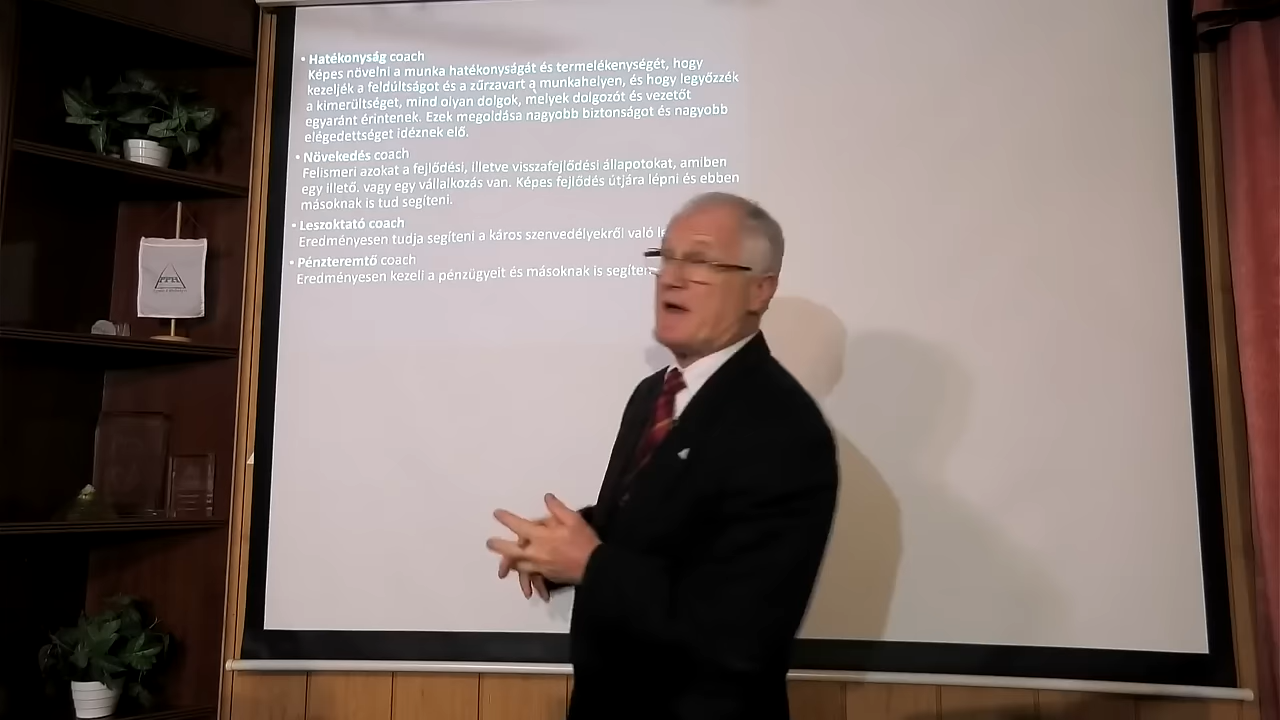 • Hatékonyság coach
Képes növelni a munka hatékonyságát és termelékenységét, hogy
kezeljék a feldúltságot és a zűrzavart a munkahelyen, és hogy legyőzzék
a kimerültséget, mind olyan dolgok, melyek dolgozót és vezetőt
egyaránt érintenek. Ezek megoldása nagyobb biztonságot és nagyobb
elégedettséget idéznek elő.
• Növekedés coach
Felismeri azokat a fejlődési, illetve visszafejlődési állapotokat, amiben
egy illető. vagy egy vállalkozás van. Képes fejlődés útjára lépni és ebben
másoknak is tud segíteni.
• Leszoktató coach
Eredményesen tudja segíteni a káros szenvedélyekről való
• Pénzteremtő coach
Eredményesen kezeli a pénzügyeit és másoknak is